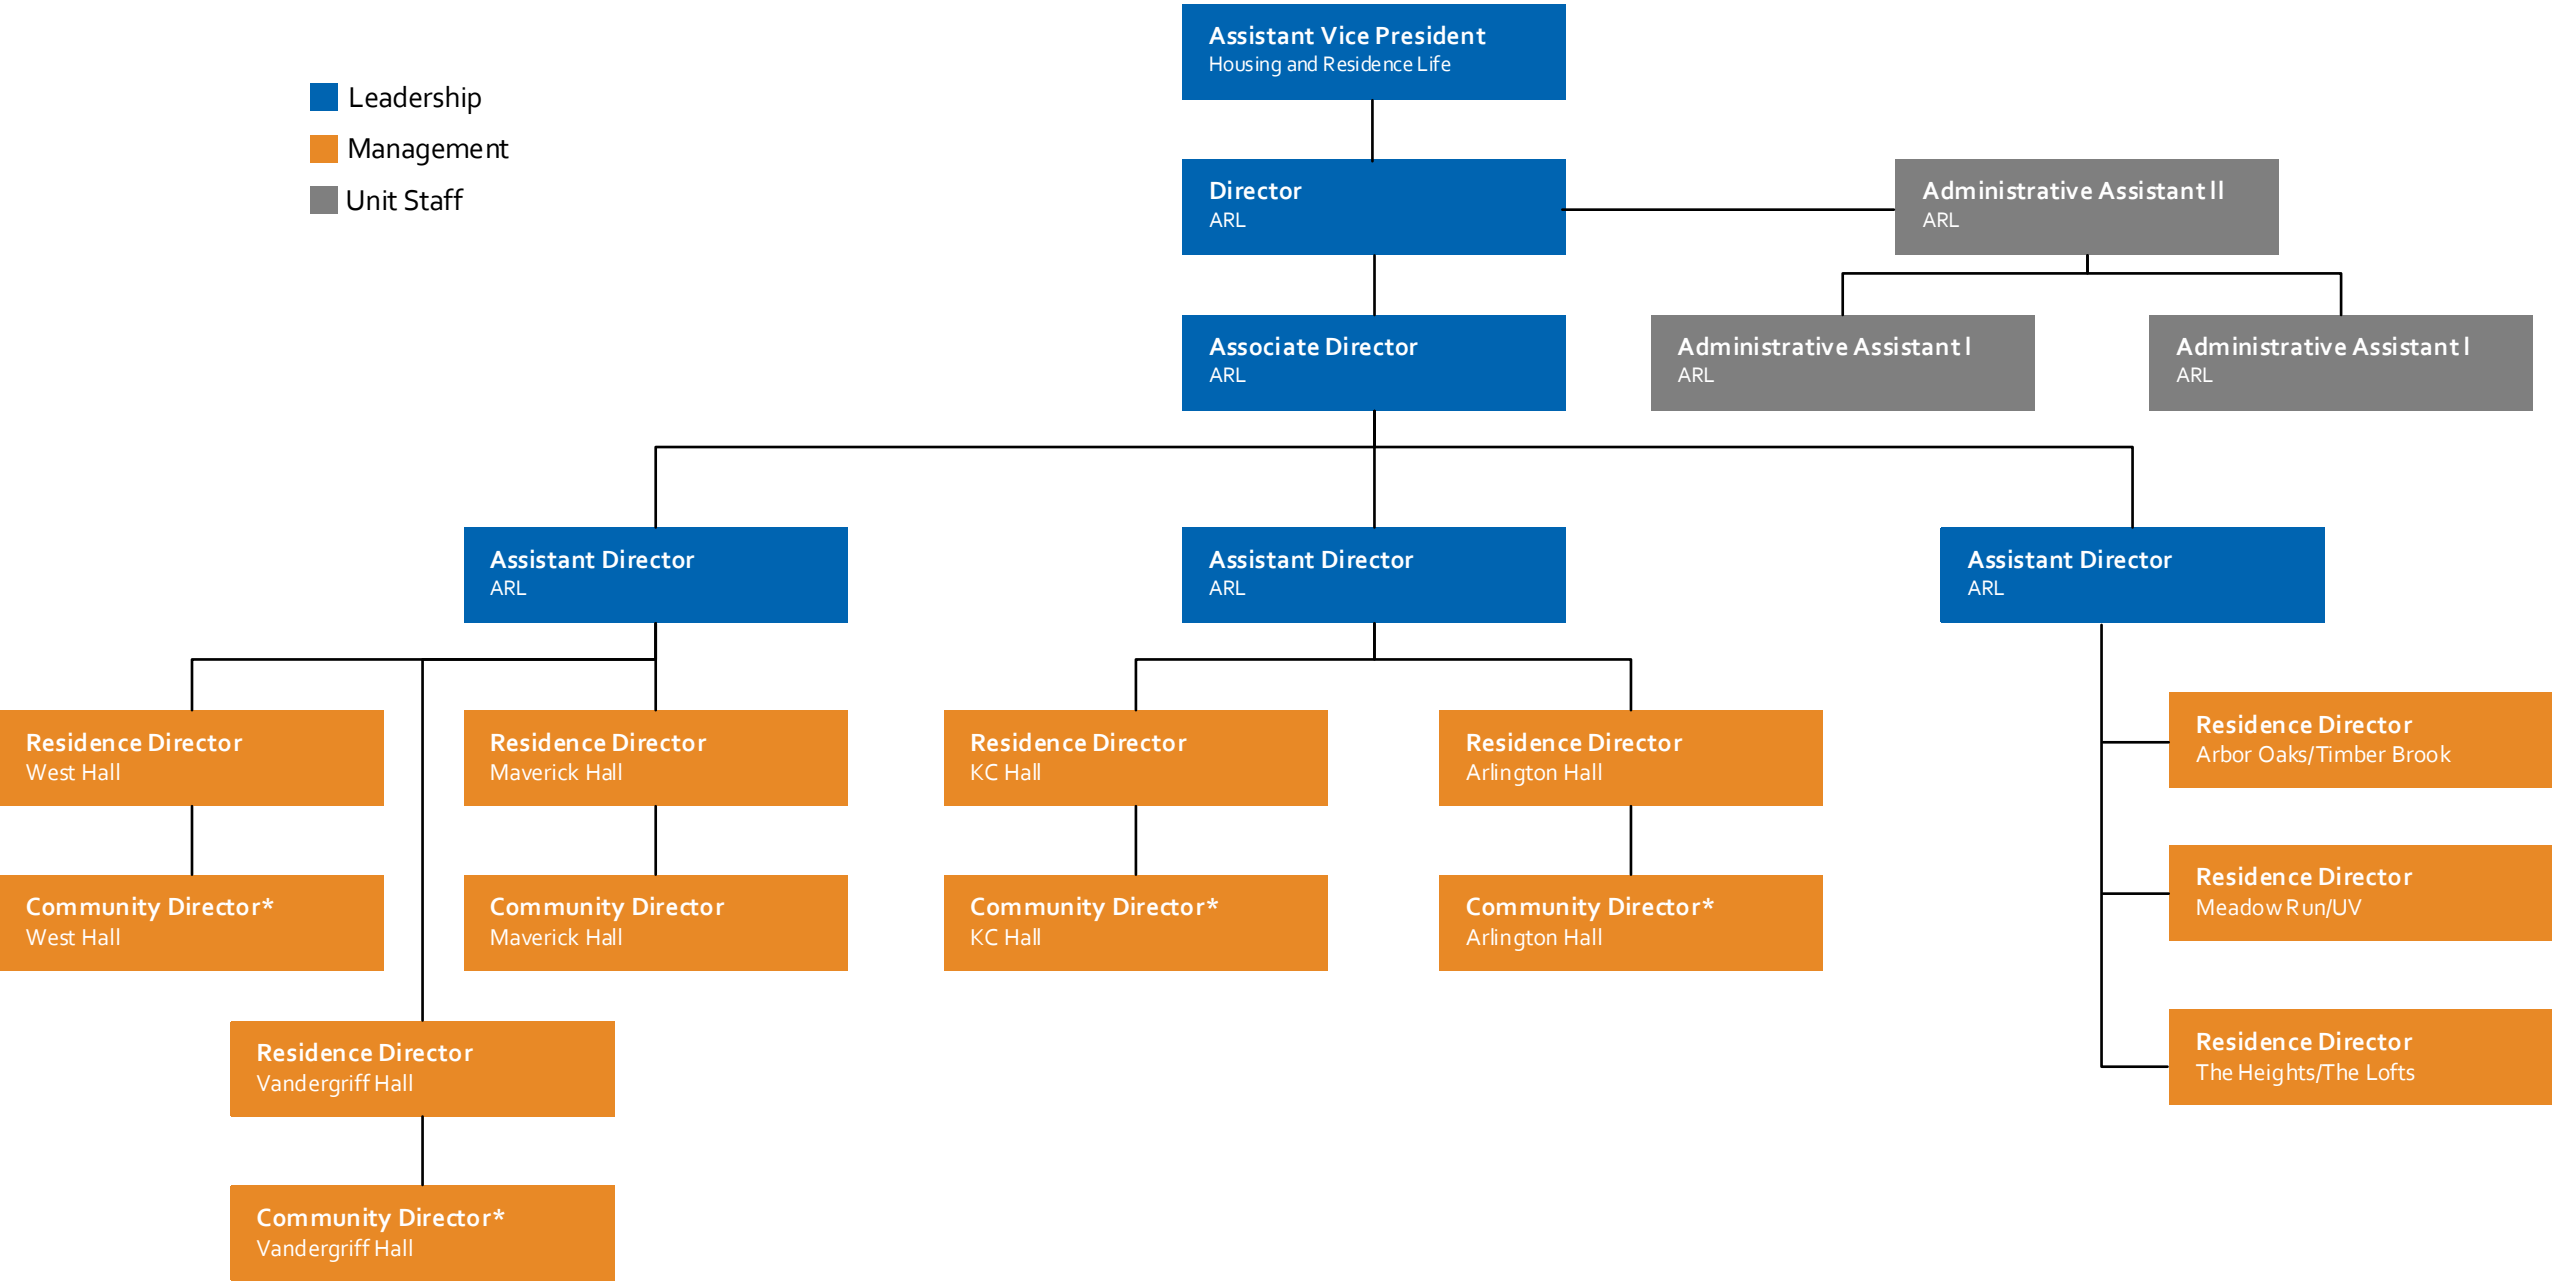 Leadership
Management
Unit Staff
Assistant Vice President
Housing and Residence Life
Director
ARL
Administrative Assistant ll
ARL
Associate Director
ARL
Administrative Assistant l
ARL
Administrative Assistant l
ARL
Assistant Director
ARL
Assistant Director
ARL
Assistant Director
ARL
Residence Director
West Hall
Residence Director
Maverick Hall
Residence Director
KC Hall
Residence Director
Arlington Hall
Residence Director
Arbor Oaks/Timber Brook
Community Director*
West Hall
Community Director
Maverick Hall
Community Director*
KC Hall
Community Director*
Arlington Hall
Residence Director
Meadow Run/UV
Residence Director
Vandergriff Hall
Residence Director
The Heights/The Lofts
Community Director*
Vandergriff Hall